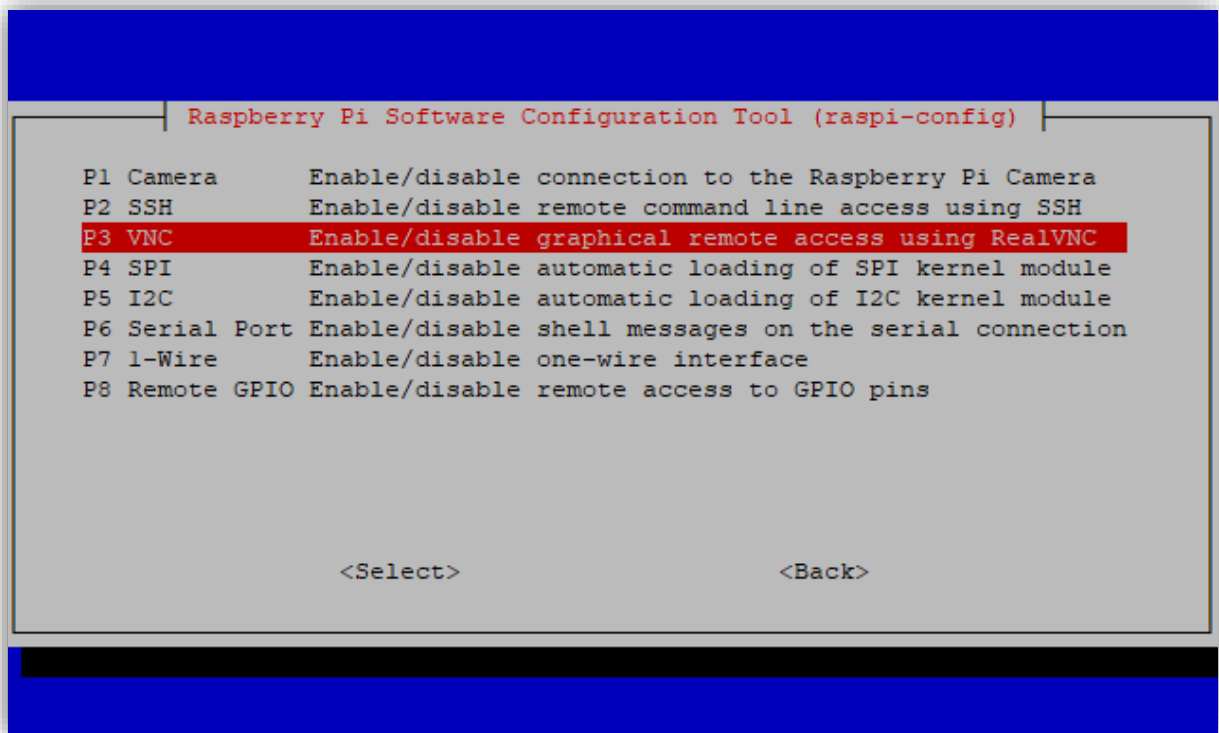 Raspberry Pi Software Configuration Tool (raspi-config)
P1 Camera Enable/disable connection to the Raspberry Pi Camera
P2 SSH Enable/disable remote command line access using SSH
P3 VNC Enable/disable graphical remote access using RealVNC
P4 SPI Enable/disable automatic loading of SPI kernel module
P5 I2C Enable/disable automatic loading of I2C kernel module
P6 Serial Port Enable/disable shell messages on the serial connection
P7 1-Wire Enable/disable one-wire interface
P8 Remote GPIO Enable/disable remote access to GPIO pins
<Select> <Back>